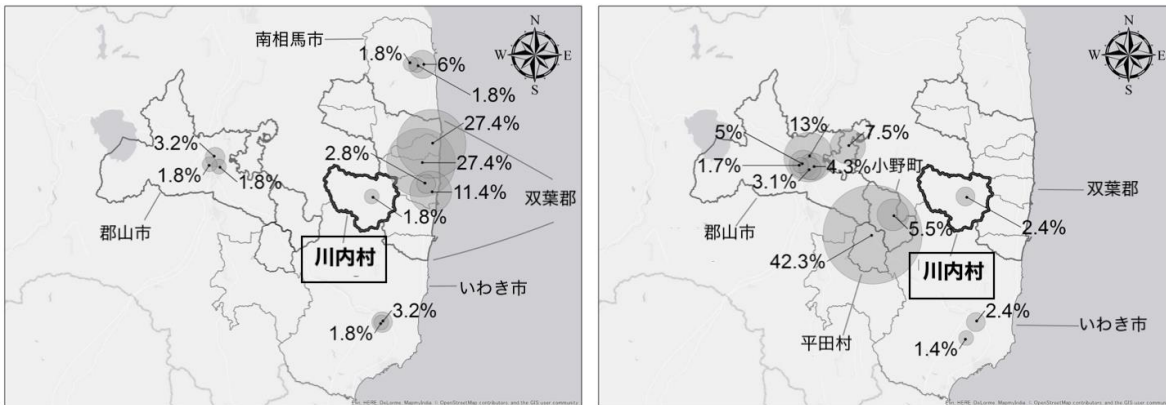 南相馬市
1.8%
6%
1.8%
27.4%
3.2%
2.8%
27.4%
1.8%
1.8%
11.4%
双葉郡
1.8%
郡山市
川内村
いわき市
3.2%
1.8%
N
W
E
S
5%
13%
7.5%
1.7%
4.3%
小野町
3.1%
双葉郡
郡山市
5.5%
2.4%
42.3%
川内村
2.4%
平田村
いわき市
1.4%
N
W
E
S